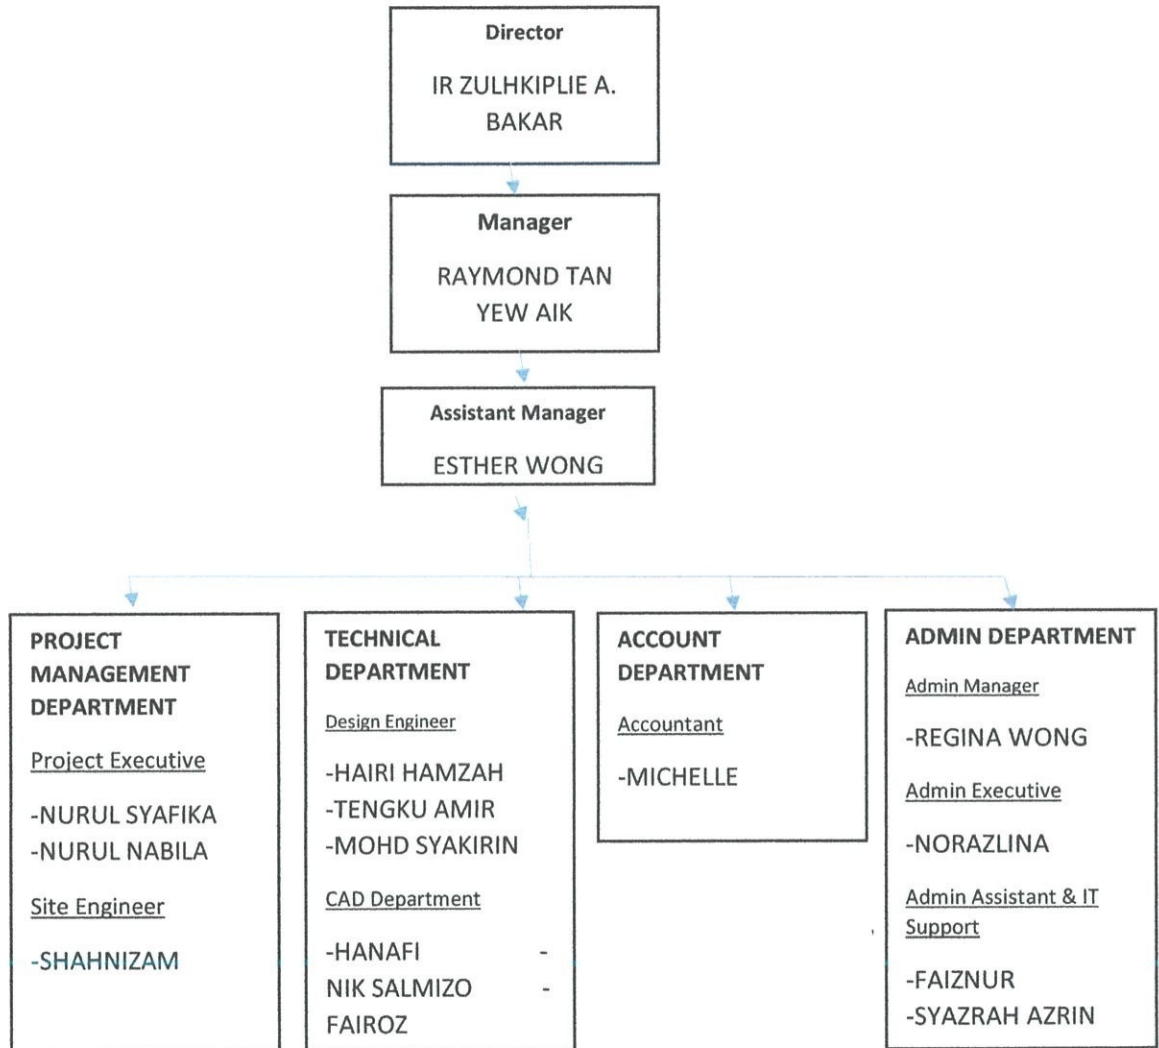 Director
IR ZULHKIPLIE A.
BAKAR
Manager
RAYMOND TAN
YEW AIK
Assistant Manager
ESTHER WONG
PROJECT
MANAGEMENT
DEPARTMENT
Project Executive
-NURUL SYAFIKA
-NURUL NABILA
Site Engineer
-SHAHNIZAM
TECHNICAL
DEPARTMENT
Design Engineer
-HAIRI HAMZAH
-TENGKU AMIR
-MOHD SYAKIRIN
CAD Department
-HANAFI -
NIK SALMIZO -
FAIROZ
ACCOUNT
DEPARTMENT
Accountant
-MICHELLE
ADMIN DEPARTMENT
Admin Manager
-REGINA WONG
Admin Executive
-NORAZLINA
Admin Assistant & IT
Support
-FAIZNUR
-SYAZRAH AZRIN